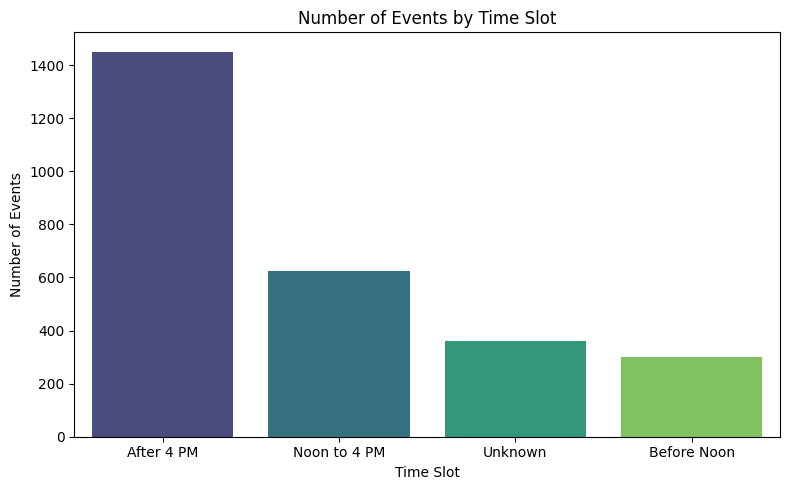 Number of Events by Time Slot
Number of Events
1400
1200
1000
800
600
400
200
0
After 4 PM Noon to 4 PM Unknown Before Noon
Time Slot